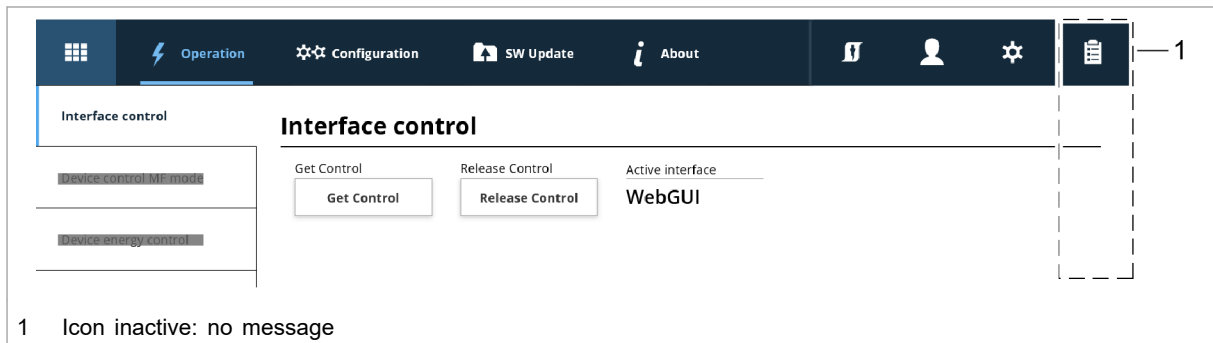 Operation Configuration SW Update About
1
Interface control
Interface control
Device control MF mode
Get Control Release Control Active interface
Get Control Release Control WebGUI
Device energy control
1 Icon inactive: no message